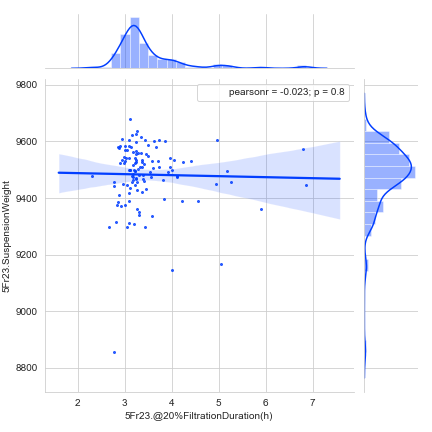 pearsonr = -0.023; p = 0.8
9800
9600
9400
9200
9000
8800
5Fr23.SuspensionWeight
2 3 4 5 6 7
5Fr23.@20%FiltrationDuration(h)